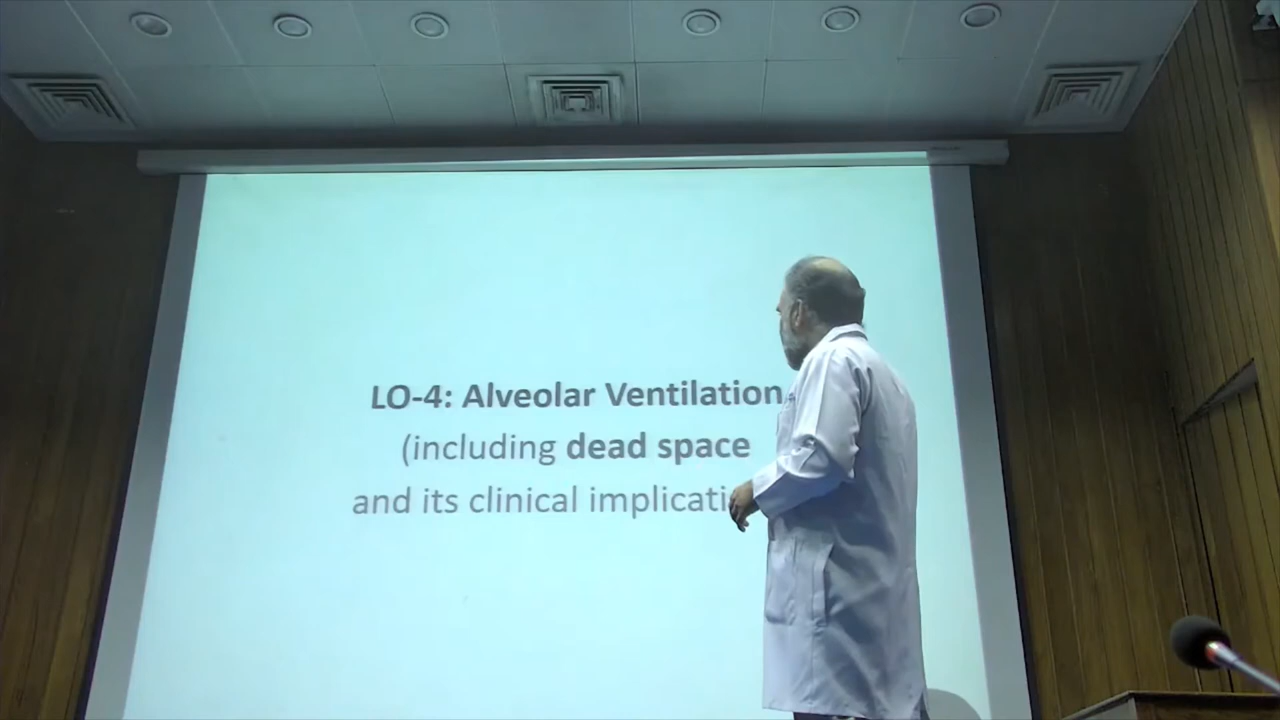 LO-4: Alveolar Ventilation
(including dead space
and its clinical